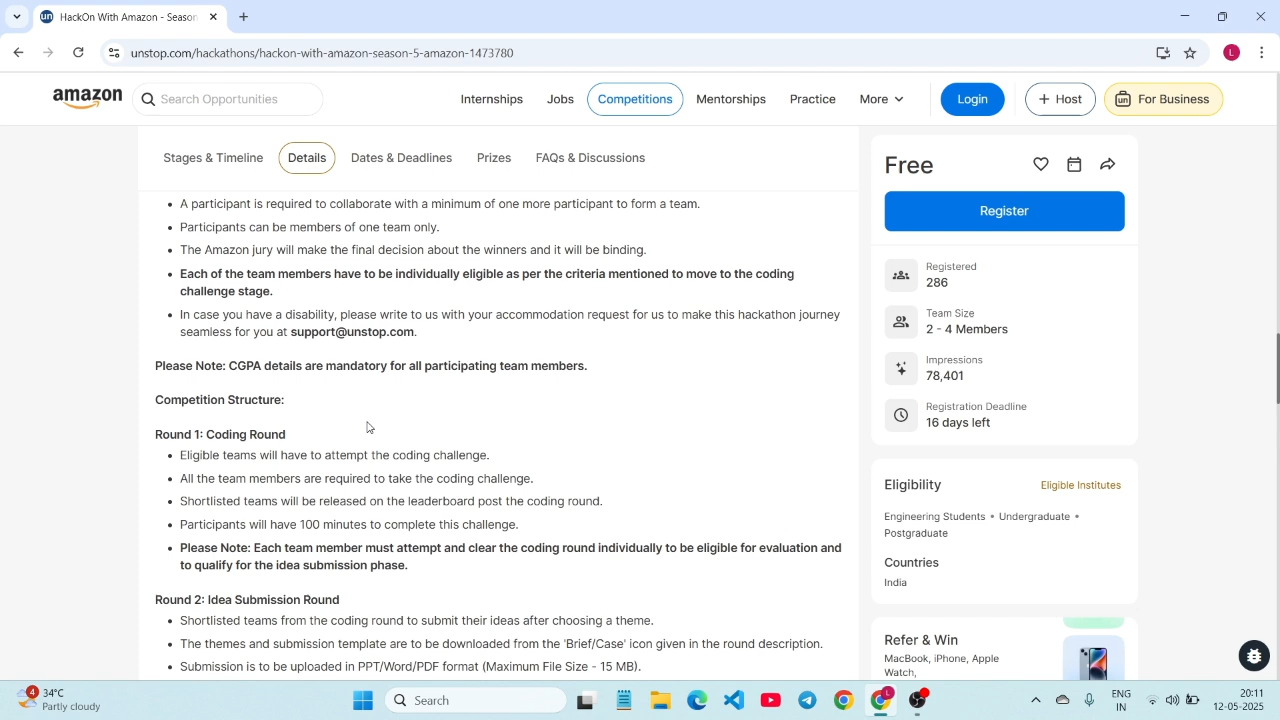 HackOn With Amazon - Season
unstop.com/hackathons/hackon-with-amazon-season-5-amazon-1473780
L
amazon
Search Opportunities
Internships
Jobs
Competitions
Mentorships
Practice
More
Login
+ Host
un
For Business
Stages & Timeline
Details
Dates & Deadlines
Prizes
FAQs & Discussions
• A participant is required to collaborate with a minimum of one more participant to form a team.
• Participants can be members of one team only.
• The Amazon jury will make the final decision about the winners and it will be binding.
• Each of the team members have to be individually eligible as per the criteria mentioned to move to the coding
challenge stage.
• In case you have a disability, please write to us with your accommodation request for us to make this hackathon journey
seamless for you at support@unstop.com.
Please Note: CGPA details are mandatory for all participating team members.
Competition Structure:
Round 1: Coding Round
• Eligible teams will have to attempt the coding challenge.
• All the team members are required to take the coding challenge.
• Shortlisted teams will be released on the leaderboard post the coding round.
• Participants will have 100 minutes to complete this challenge.
• Please Note: Each team member must attempt and clear the coding round individually to be eligible for evaluation and
to qualify for the idea submission phase.
Round 2: Idea Submission Round
• Shortlisted teams from the coding round to submit their ideas after choosing a theme.
• The themes and submission template are to be downloaded from the 'Brief/Case' icon given in the round description.
• Submission is to be uploaded in PPT/Word/PDF format (Maximum File Size - 15 MB).
Free
Register
Registered
286
Team Size
2 - 4 Members
Impressions
78,401
Registration Deadline
16 days left
Eligibility
Eligible Institutes
Engineering Students • Undergraduate •
Postgraduate
Countries
India
Refer & Win
MacBook, iPhone, Apple
Watch,
4
34°C
Partly cloudy
Search
L
ENG
IN
20:11
12-05-2025